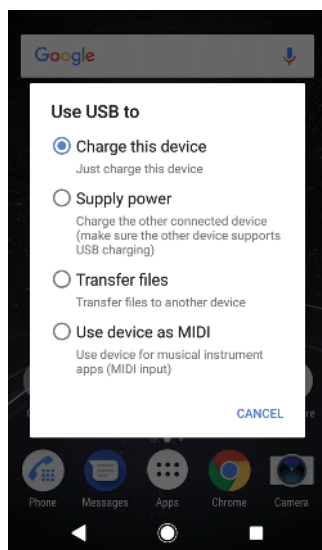 Google
Use USB to
Charge this device
Just charge this device
Supply power
Charge the other connected device
(make sure the other device supports
USB charging)
Transfer files
Transfer files to another device
Use device as MIDI
Use device for musical instrument
apps (MIDI input)
CANCEL
Phone Messages Apps Chrome Camera